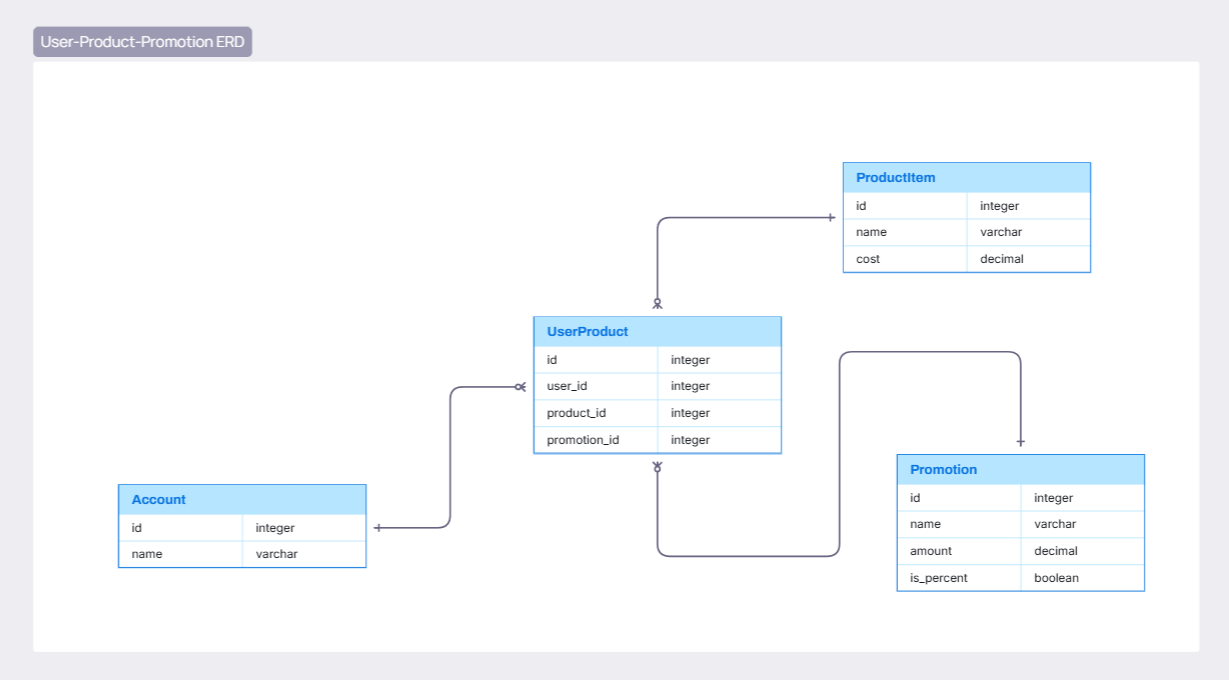 User-Product-Promotion ERD
ProductItem
id integer
name varchar
cost decimal
UserProduct
id integer
user_id integer
product_id integer
promotion_id integer
Account
id integer
name varchar
Promotion
id integer
name varchar
amount decimal
is_percent boolean